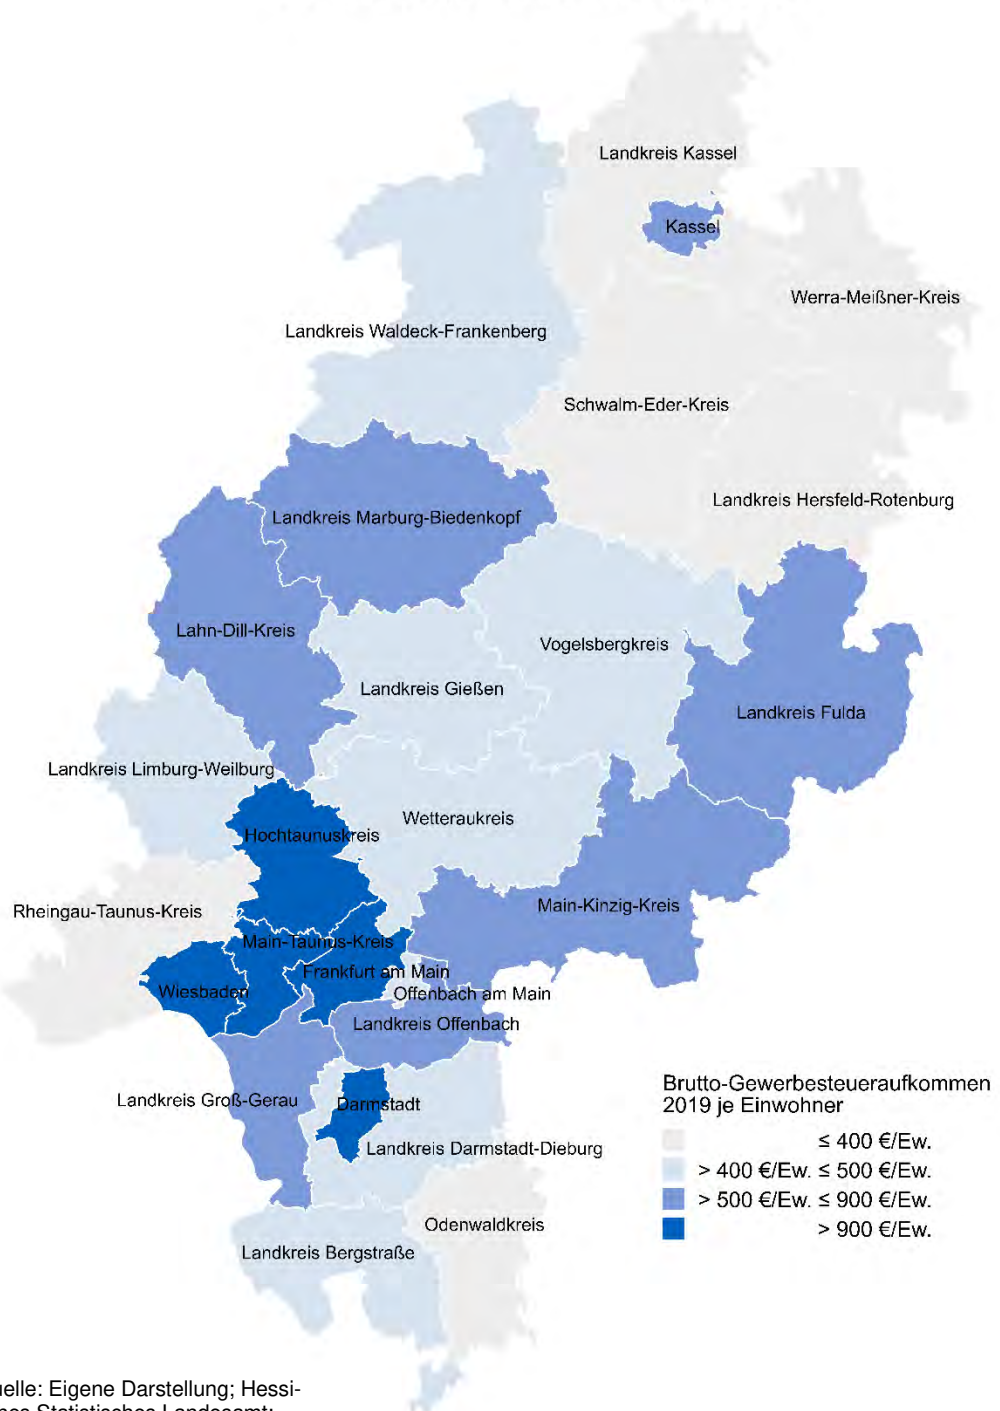 Landkreis Kassel
Kassel
Werra-Meißner-Kreis
Landkreis Waldeck-Frankenberg
Schwalm-Eder-Kreis
Landkreis Hersfeld-Rotenburg
Landkreis Marburg-Biedenkopf
Lahn-Dill-Kreis
Vogelsbergkreis
Landkreis Gießen
Landkreis Fulda
Landkreis Limburg-Weilburg
Wetteraukreis
Hochtaunuskreis
Main-Kinzig-Kreis
Rheingau-Taunus-Kreis
Main-Taunus-Kreis
Frankfurt am Main
Wiesbaden
Offenbach am Main
Landkreis Offenbach
Landkreis Groß-Gerau
Darmstadt
Landkreis Darmstadt-Dieburg
Odenwaldkreis
Landkreis Bergstraße
Brutto-Gewerbesteueraufkommen
2019 je Einwohner
≤ 400 €/Ew.
> 400 €/Ew. ≤ 500 €/Ew.
> 500 €/Ew. ≤ 900 €/Ew.
> 900 €/Ew.
uelle: Eigene Darstellung; Hessi-
Statistisches Landesamt;